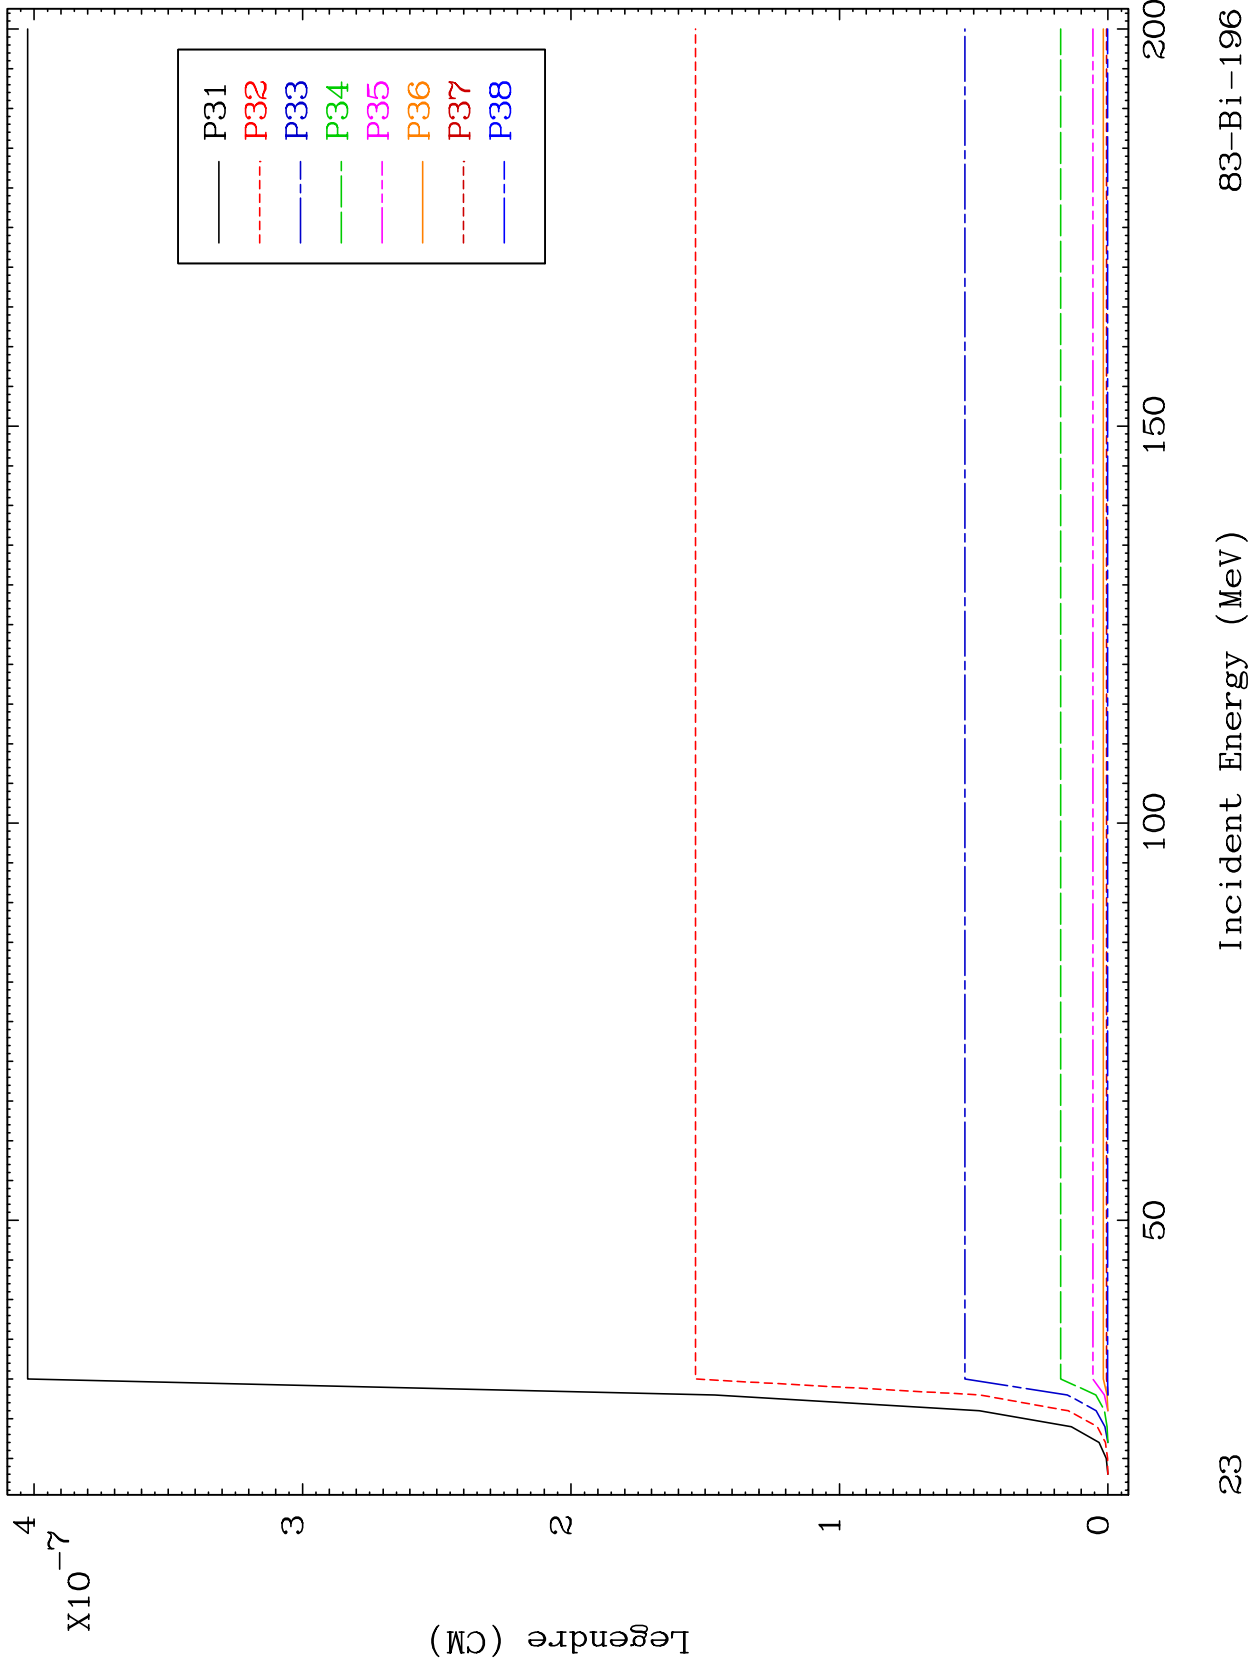 X10
-7
4
3
2
1
0
Legendre (CM)
P31
P32
P33
P34
P35
P36
P37
P38
50
100
150
200
Incident Energy (MeV)
23
83-Bi-196